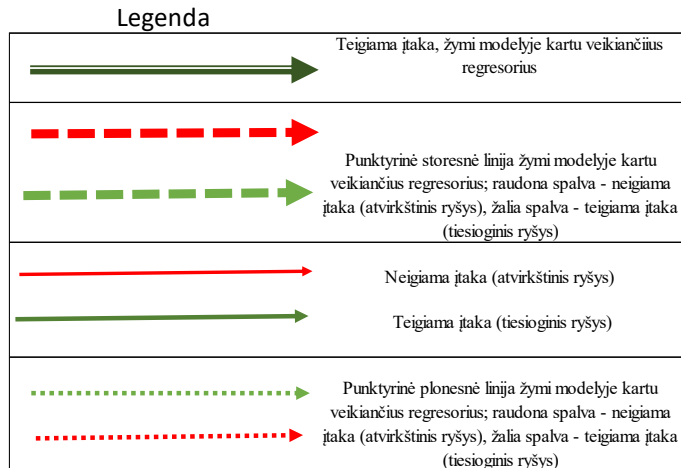 Legenda
Teigiama įtaka, žymi modelyje kartu veikiančiius
regresorius
Punktyrinė storesnė linija žymi modelyje kartu
veikiančius regresorius; raudona spalva - neigiama
įtaka (atvirkštinis ryšys), žalia spalva - teigiama įtaka
(tiesioginis ryšys)
Neigiama įtaka (atvirkštinis ryšys)
Teigiama įtaka (tiesioginis ryšys)
Punktyrinė plonesnė linija žymi modelyje kartu
veikiančius regresorius; raudona spalva - neigiama
įtaka (atvirkštinis ryšys), žalia spalva - teigiama įtaka
(tiesioginis ryšys)